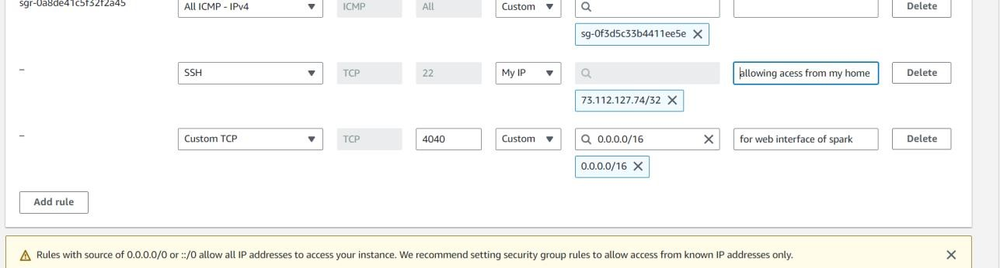 sgr-0a8de41c5f32f2a45 All ICMP - IPv4 ICMP All Custom Delete
sg-0f3d5c33b4411ee5e
– SSH TCP 22 My IP allowing acess from my home Delete
73.112.127.74/32
– Custom TCP TCP 4040 Custom 0.0.0.0/16 for web interface of spark Delete
0.0.0.0/16
Add rule
Rules with source of 0.0.0.0/0 or ::/0 allow all IP addresses to access your instance. We recommend setting security group rules to allow access from known IP addresses only.